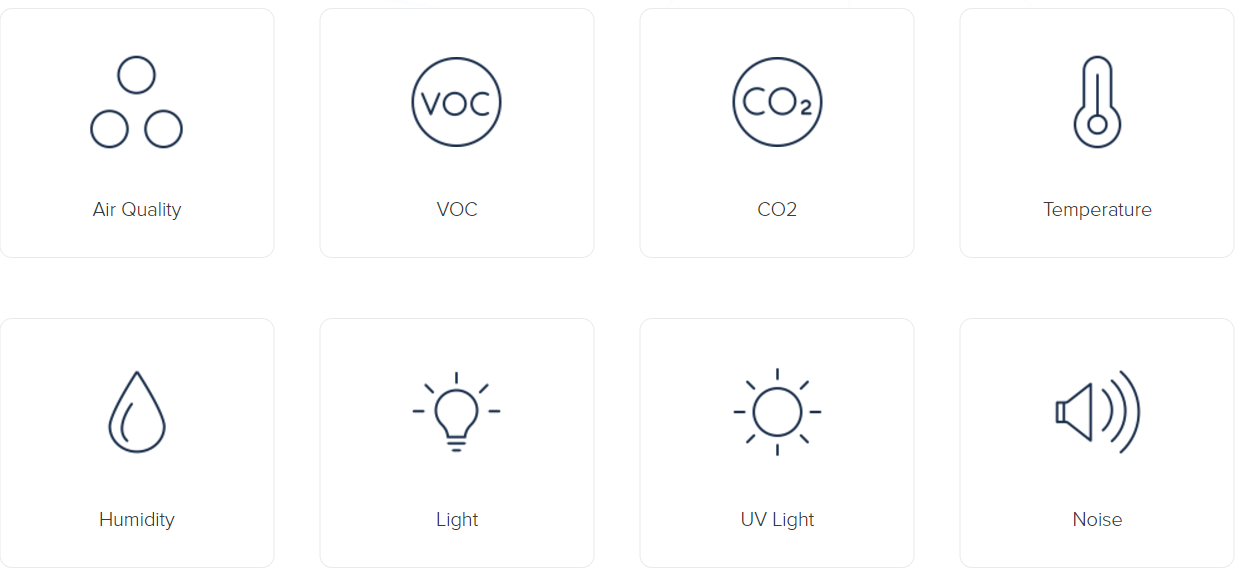 VOC
CO₂
Air Quality
VOC
CO2
Temperature
Humidity
Light
UV Light
Noise